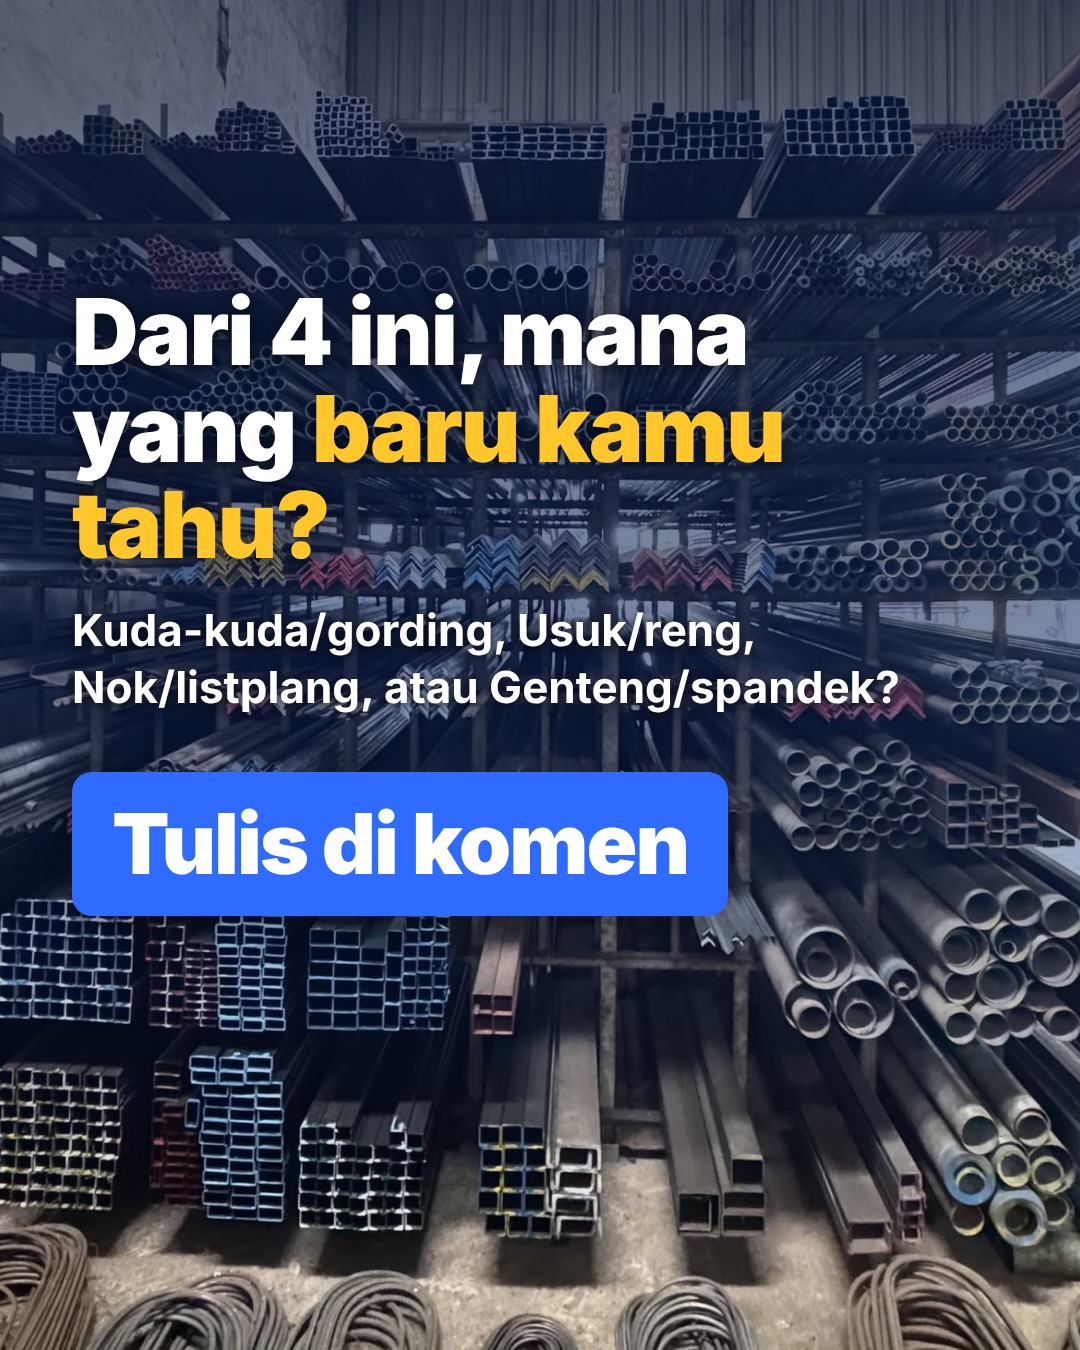 Dari 4 ini, mana
yang baru kamu
tahu?
Kuda-kuda/gording, Usuk/reng,
Nok/listplang, atau Genteng/spandek?
Tulis di komen